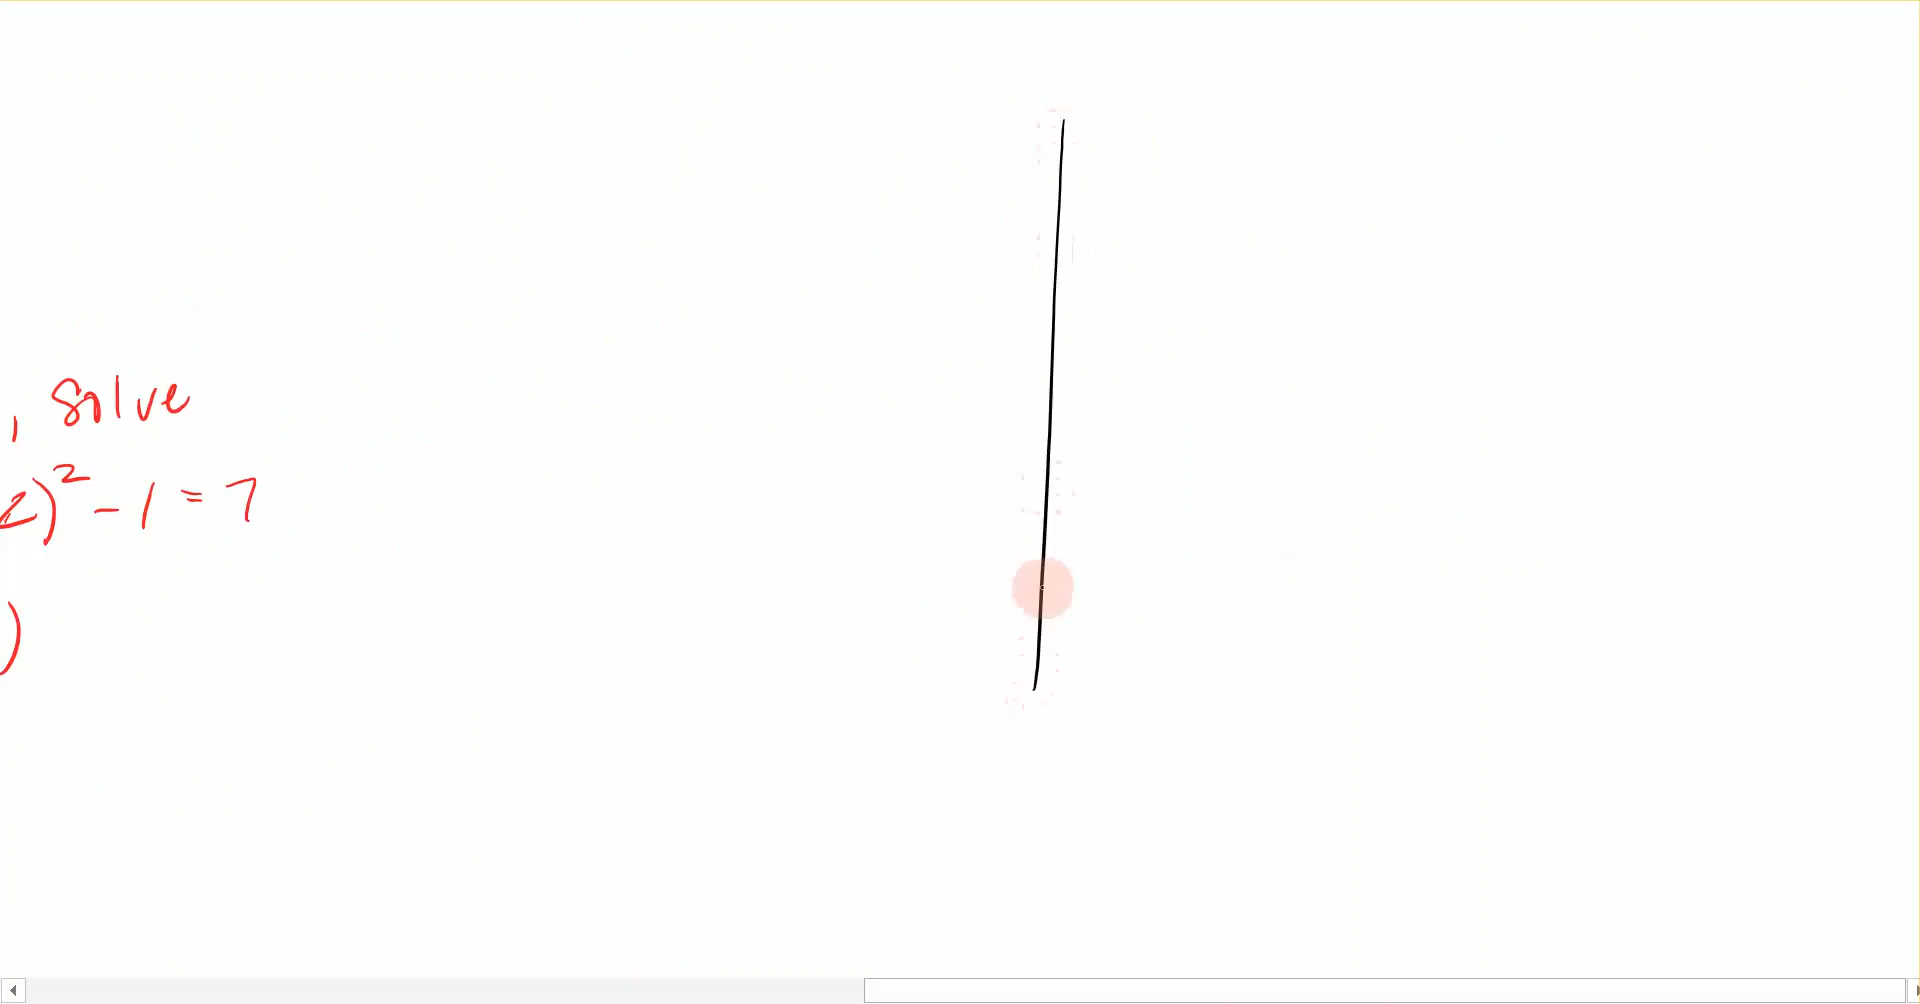 , solve
2)² - 1 = 7
)